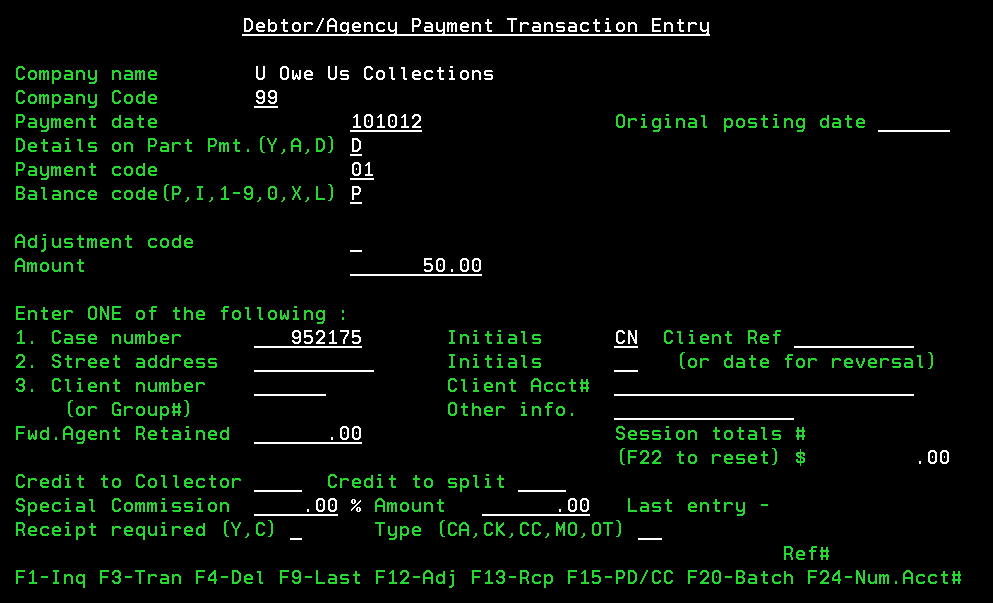 Debtor/Agency Payment Transaction Entry
Company name U Owe Us Collections
Company Code 99
Payment date 101012 Original posting date
Details on Part Pmt.(Y,A,D) D
Payment code 01
Balance code(P,I,1-9,0,X,L) P
Adjustment code
Amount 50.00
Enter ONE of the following :
1. Case number 952175 Initials CN Client Ref
2. Street address Initials (or date for reversal)
3. Client number Client Acct#
(or Group#) Other info.
Fwd.Agent Retained .00 Session totals #
(F22 to reset) $ .00
Credit to Collector Credit to split
Special Commission .00 % Amount .00 Last entry -
Receipt required (Y,C) Type (CA,CK,CC,MO,OT)
Ref#
F1-Inq F3-Tran F4-Del F9-Last F12-Adj F13-Rcp F15-PD/CC F20-Batch F24-Num.Acct#